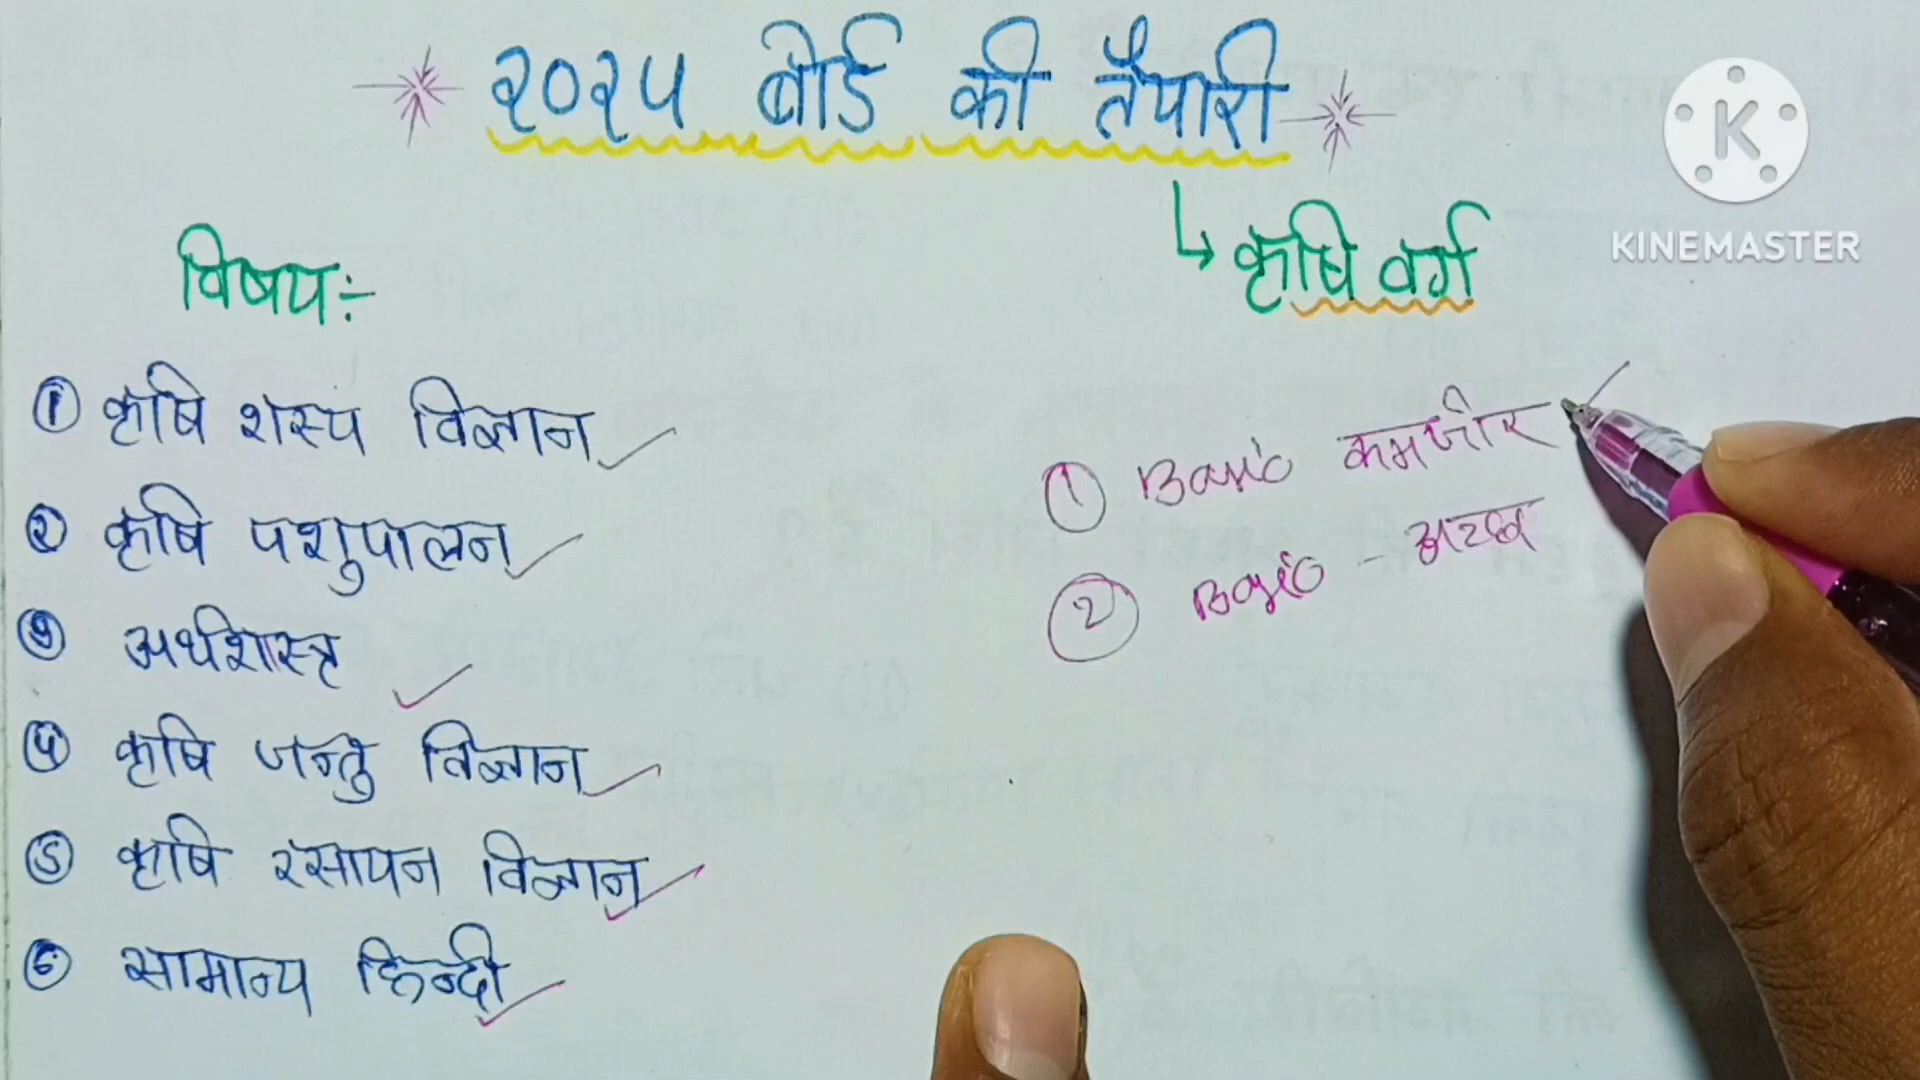 २०२५ बोर्ड की तैयारी
K
KINEMASTER
↳ कृषि वर्ग
विषय:-
① कृषि शस्य विज्ञान
② कृषि पशुपालन
③ अर्थशास्त्र
④ कृषि जन्तु विज्ञान
⑤ कृषि रसायन विज्ञान
⑥ सामान्य हिन्दी
① Basic कमजोर
② Basic - अच्छा